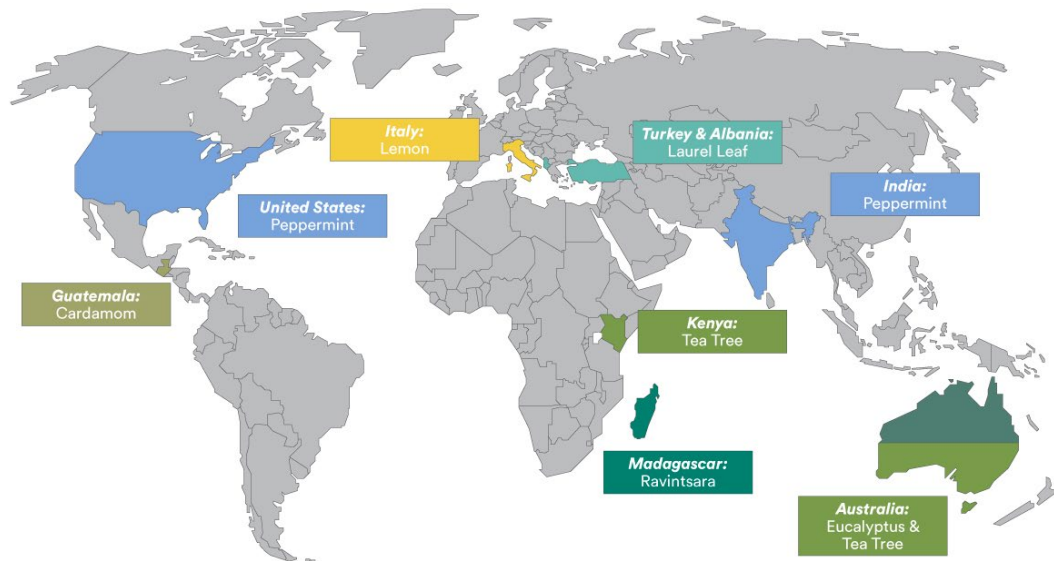 Italy:
Lemon
Turkey & Albania:
Laurel Leaf
United States:
Peppermint
India:
Peppermint
Guatemala:
Cardamom
Kenya:
Tea Tree
Madagascar:
Ravintsara
Australia:
Eucalyptus &
Tea Tree